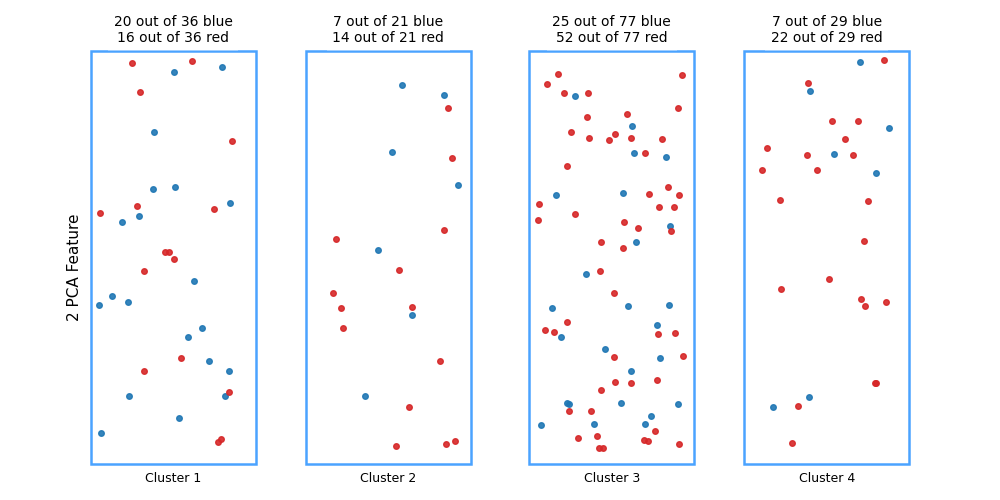 20 out of 36 blue
16 out of 36 red
7 out of 21 blue
14 out of 21 red
25 out of 77 blue
52 out of 77 red
7 out of 29 blue
22 out of 29 red
2 PCA Feature
Cluster 1
Cluster 2
Cluster 3
Cluster 4